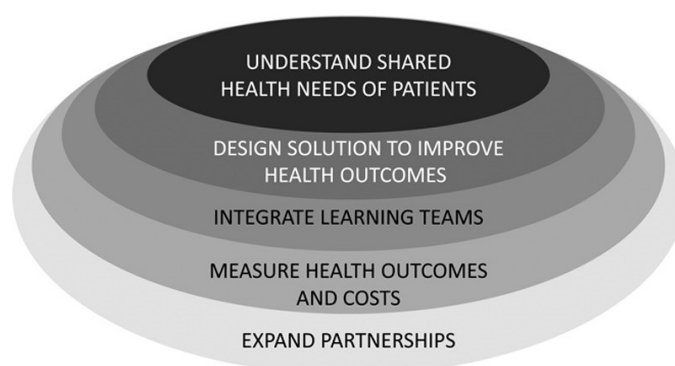 UNDERSTAND SHARED
HEALTH NEEDS OF PATIENTS
DESIGN SOLUTION TO IMPROVE
HEALTH OUTCOMES
INTEGRATE LEARNING TEAMS
MEASURE HEALTH OUTCOMES
AND COSTS
EXPAND PARTNERSHIPS